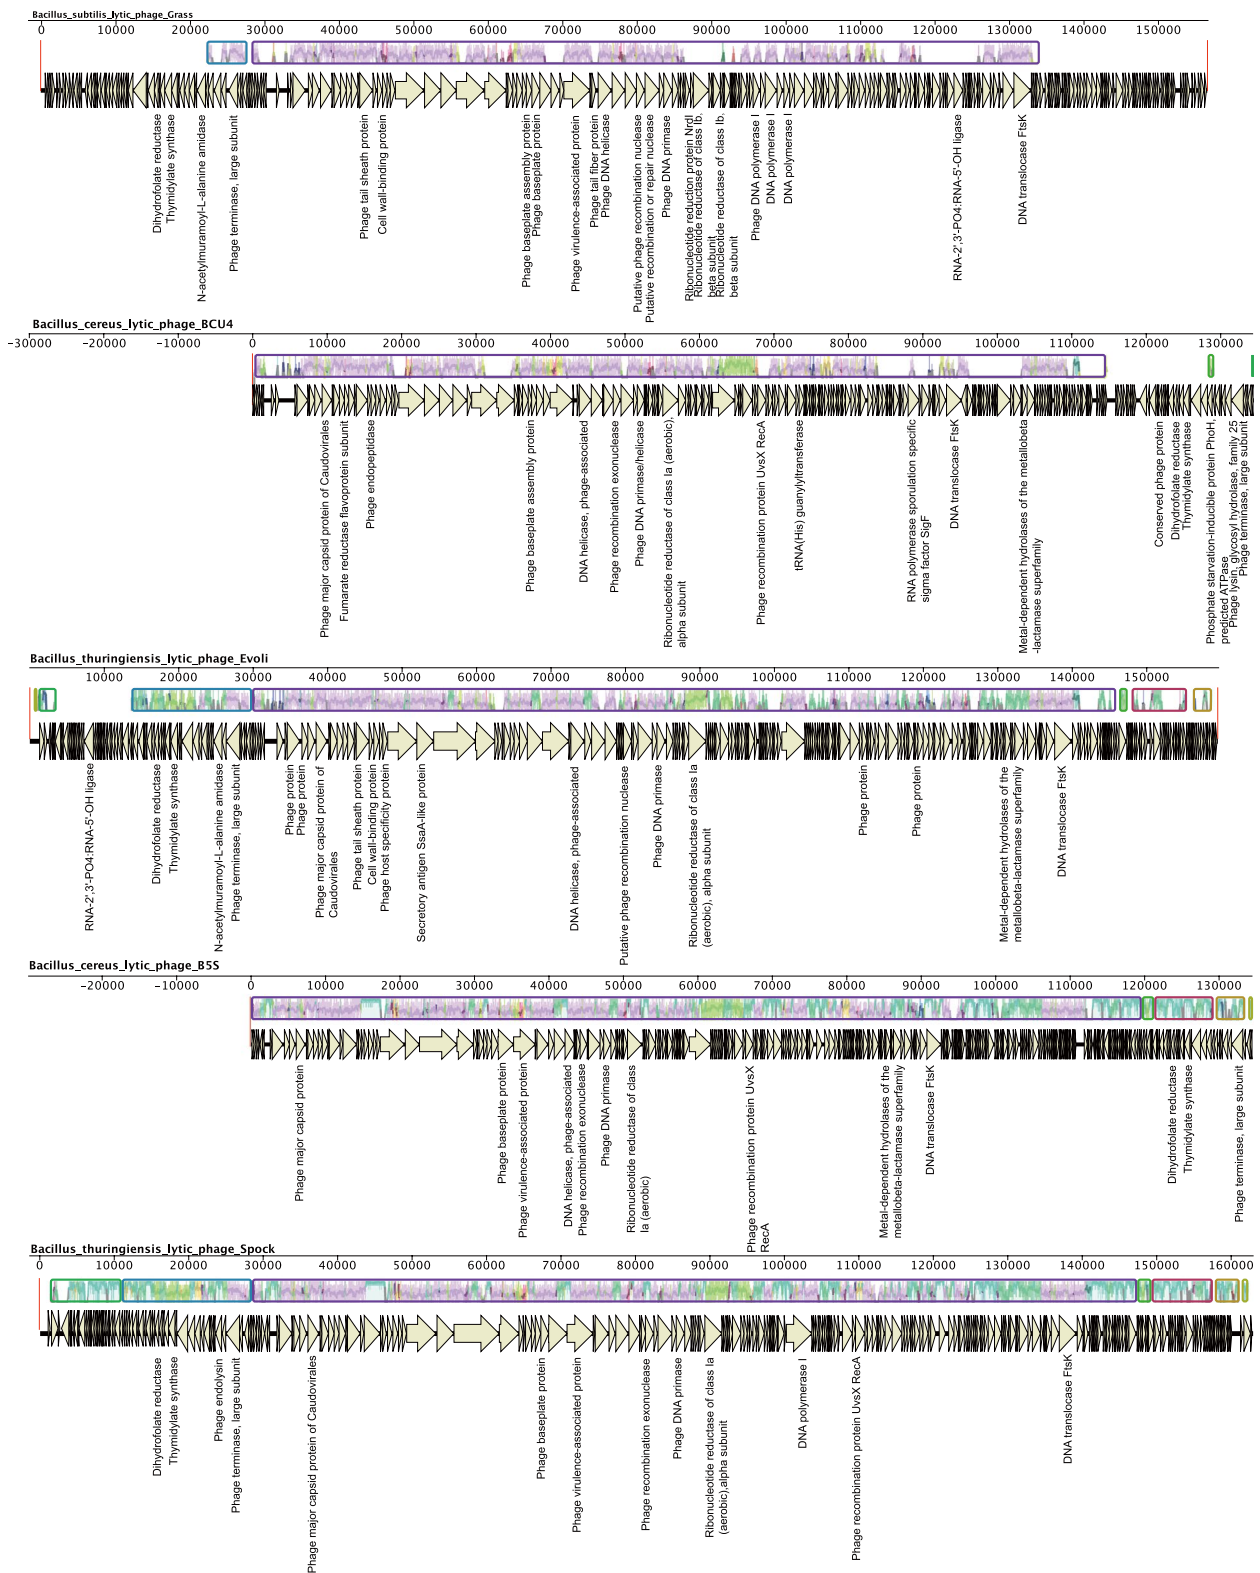 Bacillus_subtilis_lytic_phage_Grass
0 10000 20000 30000 40000 50000 60000 70000 80000 90000 100000 110000 120000 130000 140000 150000
Dihydrofolate reductase
Thymidylate synthase
N-acetylmuramoyl-L-alanine amidase
Phage terminase, large subunit
Phage tail sheath protein
Cell wall-binding protein
Phage baseplate assembly protein
Phage baseplate protein
Phage virulence-associated protein
Phage tail fiber protein
Phage DNA helicase
Putative phage recombination nuclease
Putative recombination or repair nuclease
Phage DNA primase
Ribonucleotide reduction protein NrdI
Ribonucleotide reductase of class Ib.
beta subunit
Ribonucleotide reductase of class Ib.
beta subunit
Phage DNA polymerase I
DNA polymerase I
DNA polymerase I
RNA-2',3'-PO4:RNA-5'-OH ligase
DNA translocase FtsK
Bacillus_cereus_lytic_phage_BCU4
-30000 -20000 -10000 0 10000 20000 30000 40000 50000 60000 70000 80000 90000 100000 110000 120000 130000
Phage major capsid protein of Caudovirales
Fumarate reductase flavoprotein subunit
Phage endopeptidase
Phage baseplate assembly protein
DNA helicase, phage-associated
Phage recombination exonuclease
Phage DNA primase/helicase
Ribonucleotide reductase of class Ia (aerobic),
alpha subunit
Phage recombination protein UvsX RecA
tRNA(His) guanylyltransferase
RNA polymerase sporulation specific
sigma factor SigF
DNA translocase FtsK
Metal-dependent hydrolases of the metallobeta
-lactamase superfamily
Conserved phage protein
Dihydrofolate reductase
Thymidylate synthase
Phosphate starvation-inducible protein PhoH,
predicted ATPase
Phage lysin, glycosyl hydrolase, family 25
Phage terminase, large subunit
Bacillus_thuringiensis_lytic_phage_Evoli
10000 20000 30000 40000 50000 60000 70000 80000 90000 100000 110000 120000 130000 140000 150000
RNA-2',3'-PO4:RNA-5'-OH ligase
Dihydrofolate reductase
Thymidylate synthase
N-acetylmuramoyl-L-alanine amidase
Phage terminase, large subunit
Phage protein
Phage protein
Phage major capsid protein of
Caudovirales
Phage tail sheath protein
Cell wall-binding protein
Phage host specificity protein
Secretory antigen SsaA-like protein
DNA helicase, phage-associated
Putative phage recombination nuclease
Phage DNA primase
Ribonucleotide reductase of class Ia
(aerobic), alpha subunit
Phage protein
Phage protein
Metal-dependent hydrolases of the
metallobeta-lactamase superfamily
DNA translocase FtsK
Bacillus_cereus_lytic_phage_B5S
-20000 -10000 0 10000 20000 30000 40000 50000 60000 70000 80000 90000 100000 110000 120000 130000
Phage major capsid protein
Phage baseplate protein
Phage virulence-associated protein
DNA helicase, phage-associated
Phage recombination exonuclease
Phage DNA primase
Ribonucleotide reductase of class
Ia (aerobic)
Phage recombination protein UvsX
RecA
Metal-dependent hydrolases of the
metallobeta-lactamase superfamily
DNA translocase FtsK
Dihydrofolate reductase
Thymidylate synthase
Phage terminase, large subunit
Bacillus_thuringiensis_lytic_phage_Spock
0 10000 20000 30000 40000 50000 60000 70000 80000 90000 100000 110000 120000 130000 140000 150000 160000
Dihydrofolate reductase
Thymidylate synthase
Phage endolysin
Phage terminase, large subunit
Phage major capsid protein of Caudovirales
Phage baseplate protein
Phage virulence-associated protein
Phage recombination exonuclease
Phage DNA primase
Ribonucleotide reductase of class Ia
(aerobic),alpha subunit
DNA polymerase I
Phage recombination protein UvsX RecA
DNA translocase FtsK